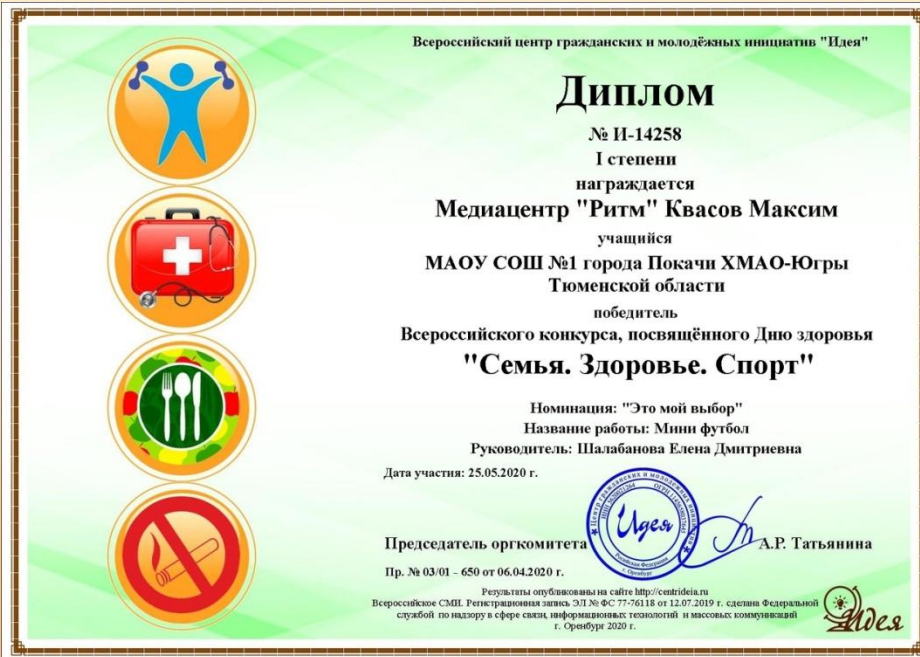 Всероссийский центр гражданских и молодёжных инициатив "Идея"
Диплом
№ И-14258
I степени
награждается
Медиацентр "Ритм" Квасов Максим
учащийся
МАОУ СОШ №1 города Покачи ХМАО-Югры
Тюменской области
победитель
Всероссийского конкурса, посвящённого Дню здоровья
"Семья. Здоровье. Спорт"
Номинация: "Это мой выбор"
Название работы: Мини футбол
Руководитель: Шалабанова Елена Дмитриевна
Дата участия: 25.05.2020 г.
Идея
Российская Федерация
г. Оренбург
Председатель оргкомитета
А.Р. Татьянина
Пр. № 03/01 - 650 от 06.04.2020 г.
Результаты опубликованы на сайте http://centrideia.ru
Всероссийское СМИ. Регистрационная запись ЭЛ № ФС 77-76118 от 12.07.2019 г. сделана Федеральной
службой по надзору в сфере связи, информационных технологий и массовых коммуникаций
г. Оренбург 2020 г.
Идея